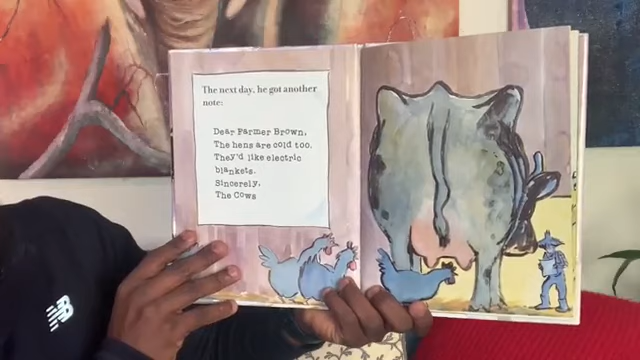 The next day, he got another
note:
Dear Farmer Brown,
The hens are cold too.
They'd like electric
blankets.
Sincerely,
The Cows
NB